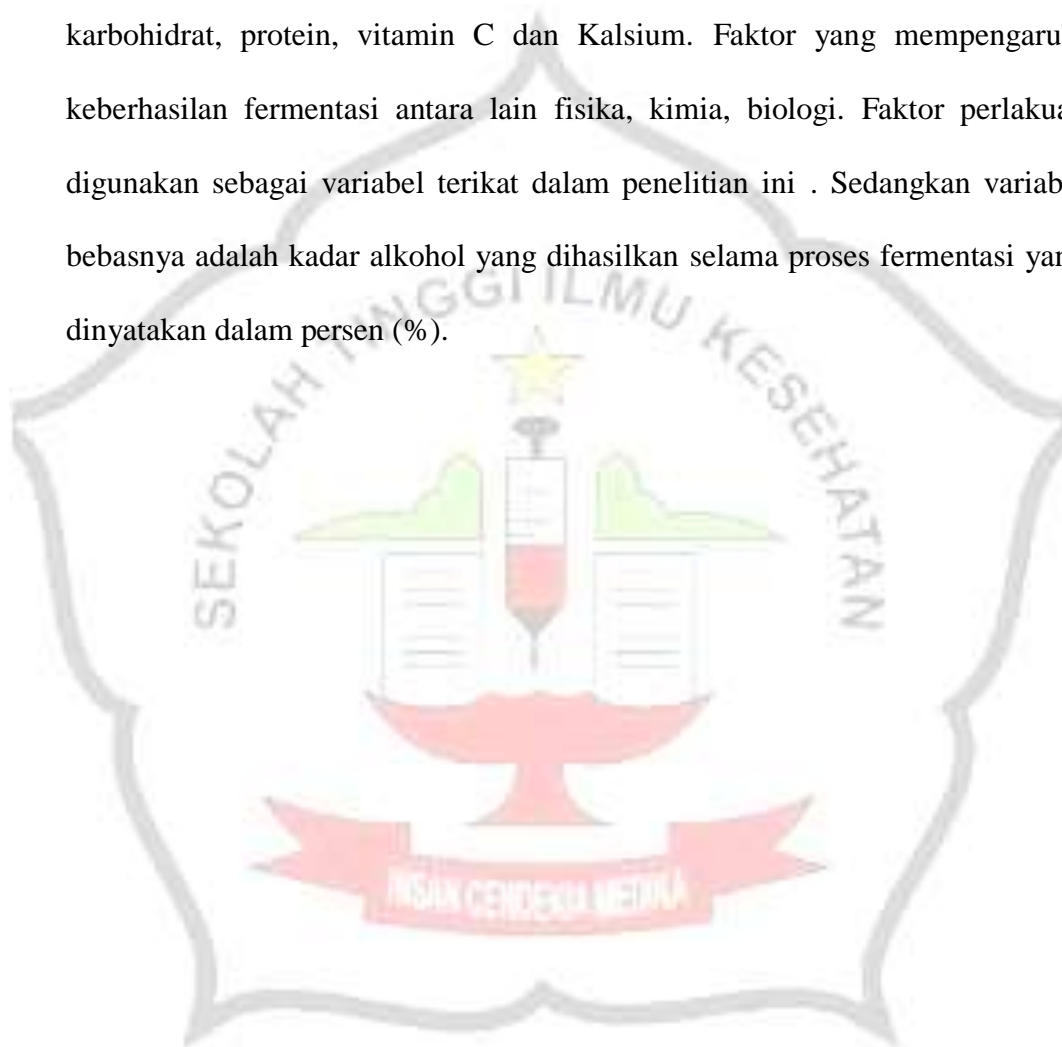 karbohidrat, protein, vitamin C dan Kalsium. Faktor yang mempengaru
keberhasilan fermentasi antara lain fisika, kimia, biologi. Faktor perlakua
digunakan sebagai variabel terikat dalam penelitian ini . Sedangkan variab
bebasnya adalah kadar alkohol yang dihasilkan selama proses fermentasi yan
dinyatakan dalam persen (%).
SEKOLAH TINGGI ILMU KESEHATAN
INSAN CENDEKIA MEDIKA